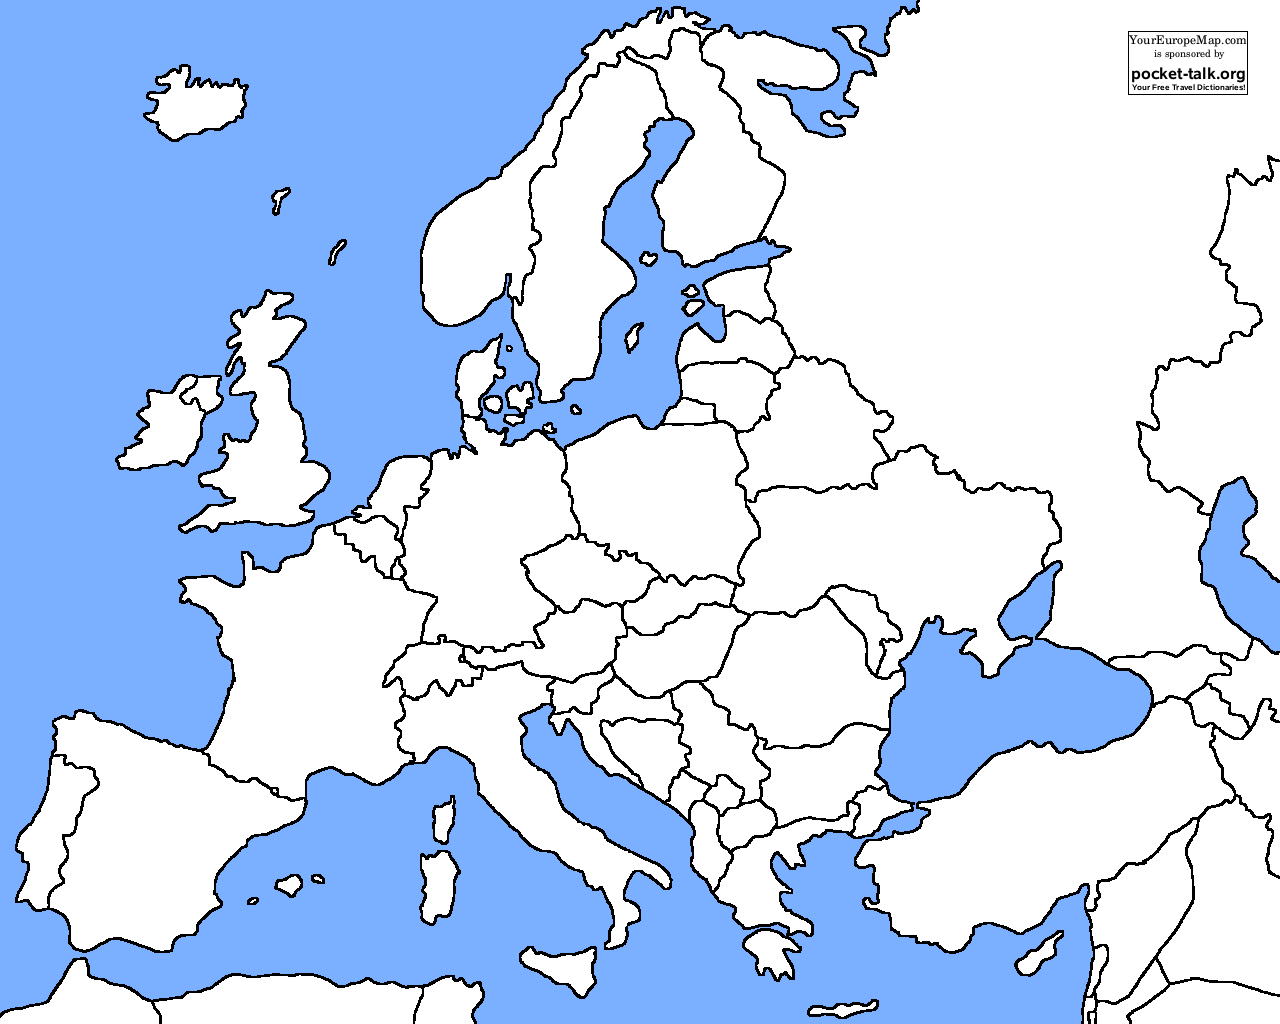 YourEuropeMap.com
is sponsored by
pocket-talk.org
Your Free Travel Dictionaries!